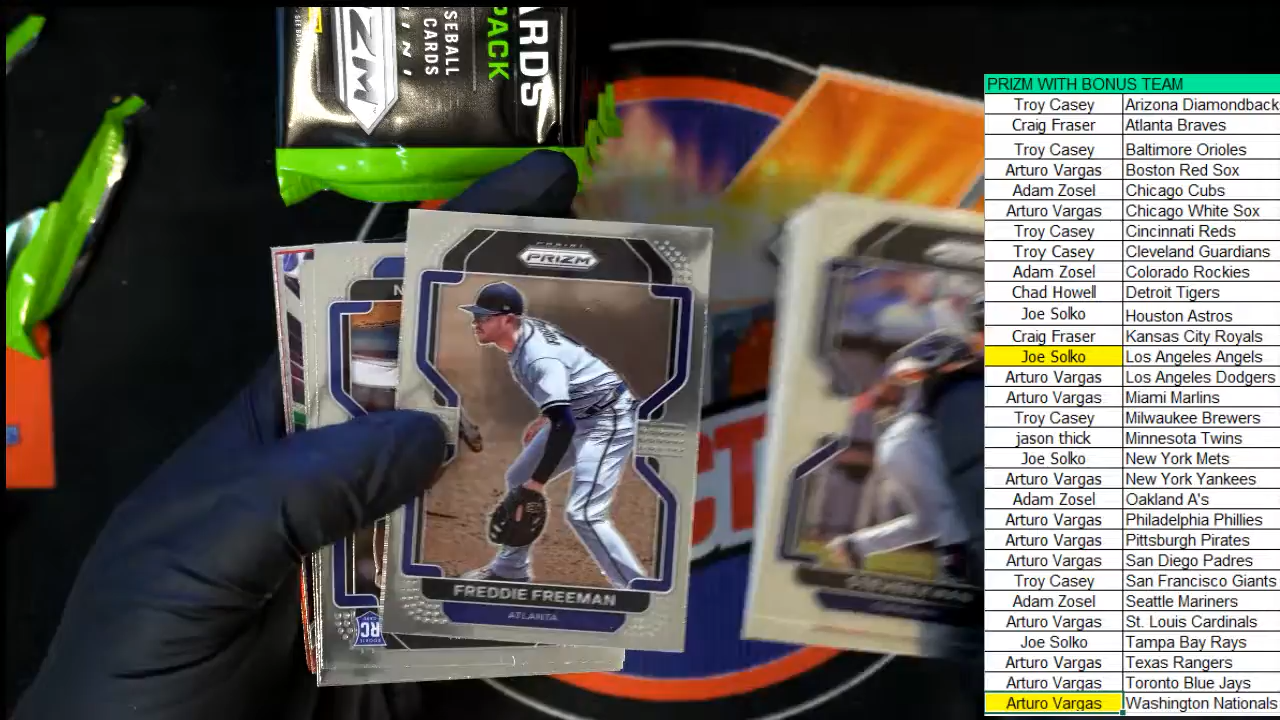 ARDS
PACK
SEBALL
CARDS
INI
ZM
PANINI
PRIZM
FREDDIE FREEMAN
ATLANTA
N
RC
PRIZM WITH BONUS TEAM
Troy Casey Arizona Diamondback
Craig Fraser Atlanta Braves
Troy Casey Baltimore Orioles
Arturo Vargas Boston Red Sox
Adam Zosel Chicago Cubs
Arturo Vargas Chicago White Sox
Troy Casey Cincinnati Reds
Troy Casey Cleveland Guardians
Adam Zosel Colorado Rockies
Chad Howell Detroit Tigers
Joe Solko Houston Astros
Craig Fraser Kansas City Royals
Joe Solko Los Angeles Angels
Arturo Vargas Los Angeles Dodgers
Arturo Vargas Miami Marlins
Troy Casey Milwaukee Brewers
jason thick Minnesota Twins
Joe Solko New York Mets
Arturo Vargas New York Yankees
Adam Zosel Oakland A's
Arturo Vargas Philadelphia Phillies
Arturo Vargas Pittsburgh Pirates
Arturo Vargas San Diego Padres
Troy Casey San Francisco Giants
Adam Zosel Seattle Mariners
Arturo Vargas St. Louis Cardinals
Joe Solko Tampa Bay Rays
Arturo Vargas Texas Rangers
Arturo Vargas Toronto Blue Jays
Arturo Vargas Washington Nationals